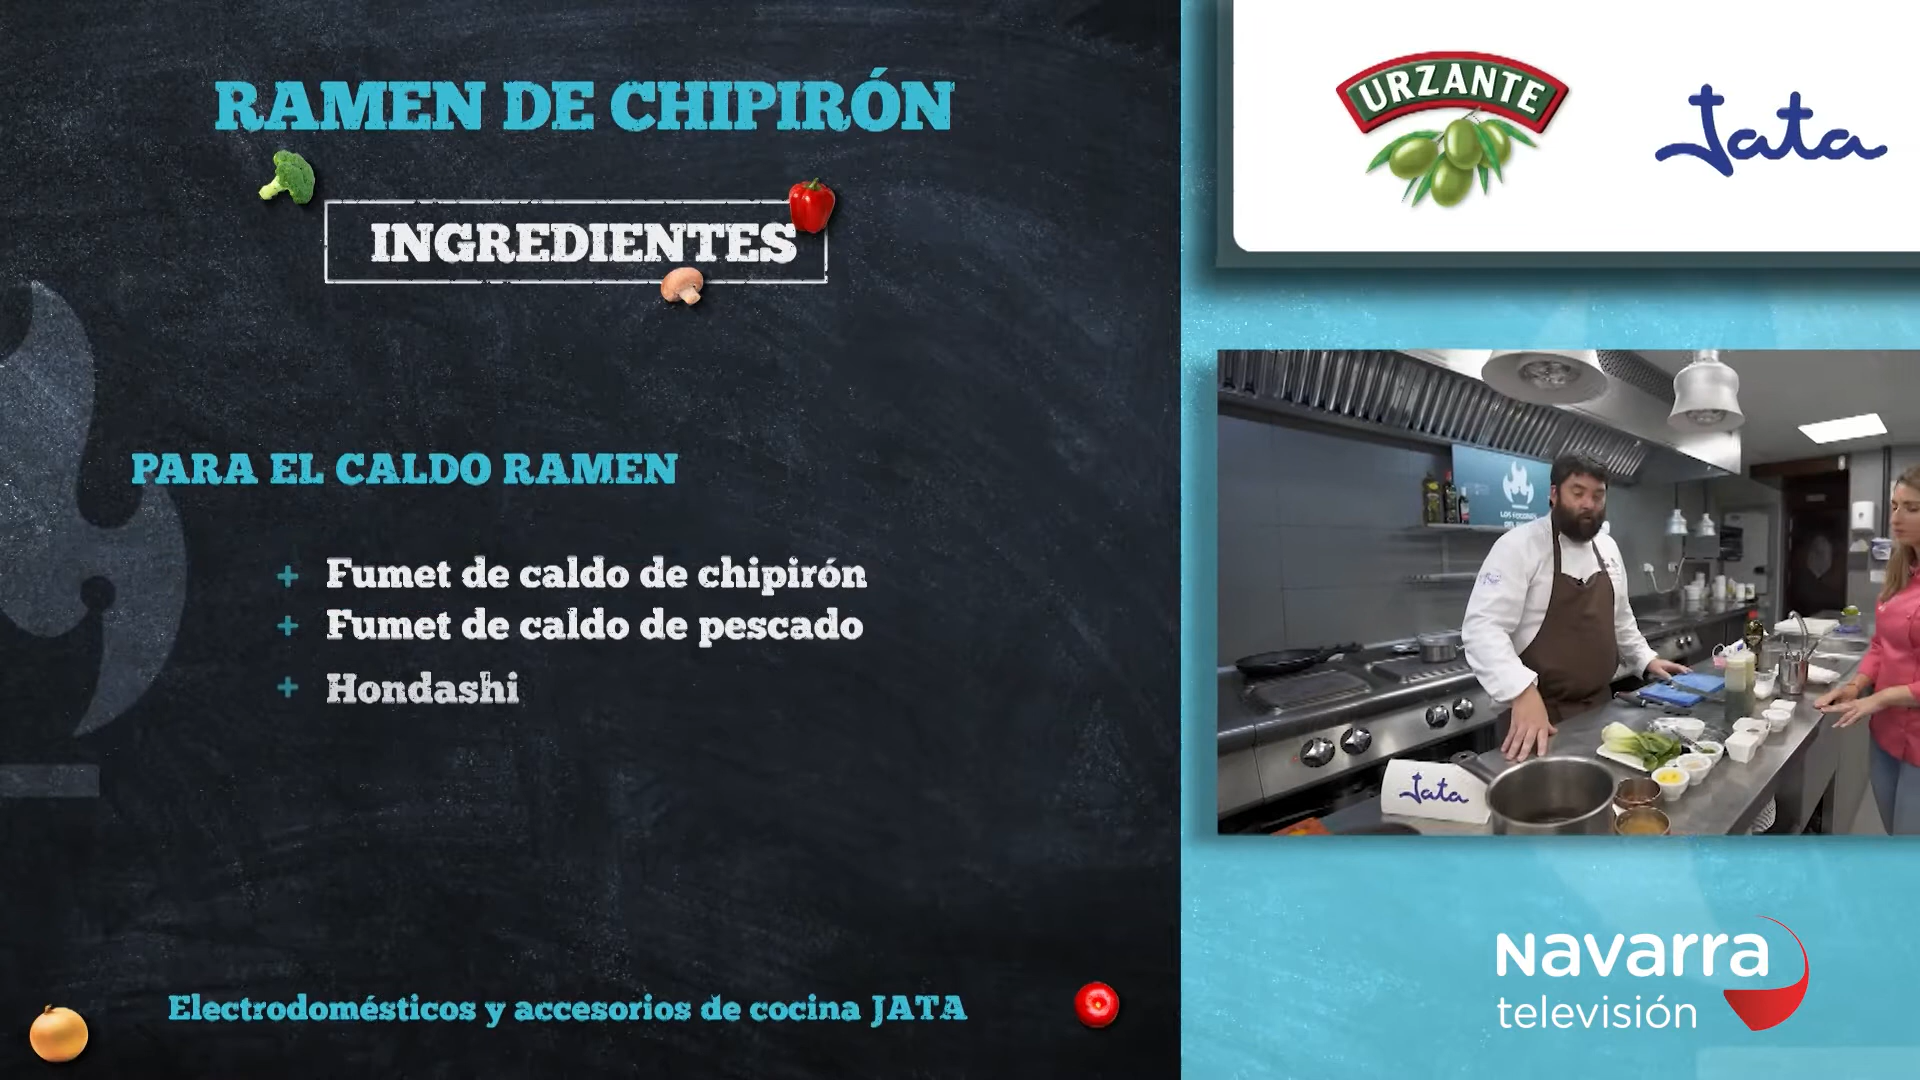 RAMEN DE CHIPIRÓN
INGREDIENTES
PARA EL CALDO RAMEN
+ Fumet de caldo de chipirón
+ Fumet de caldo de pescado
+ Hondashi
Electrodomésticos y accesorios de cocina JATA
URZANTE
Jata
Jata
Navarra
televisión